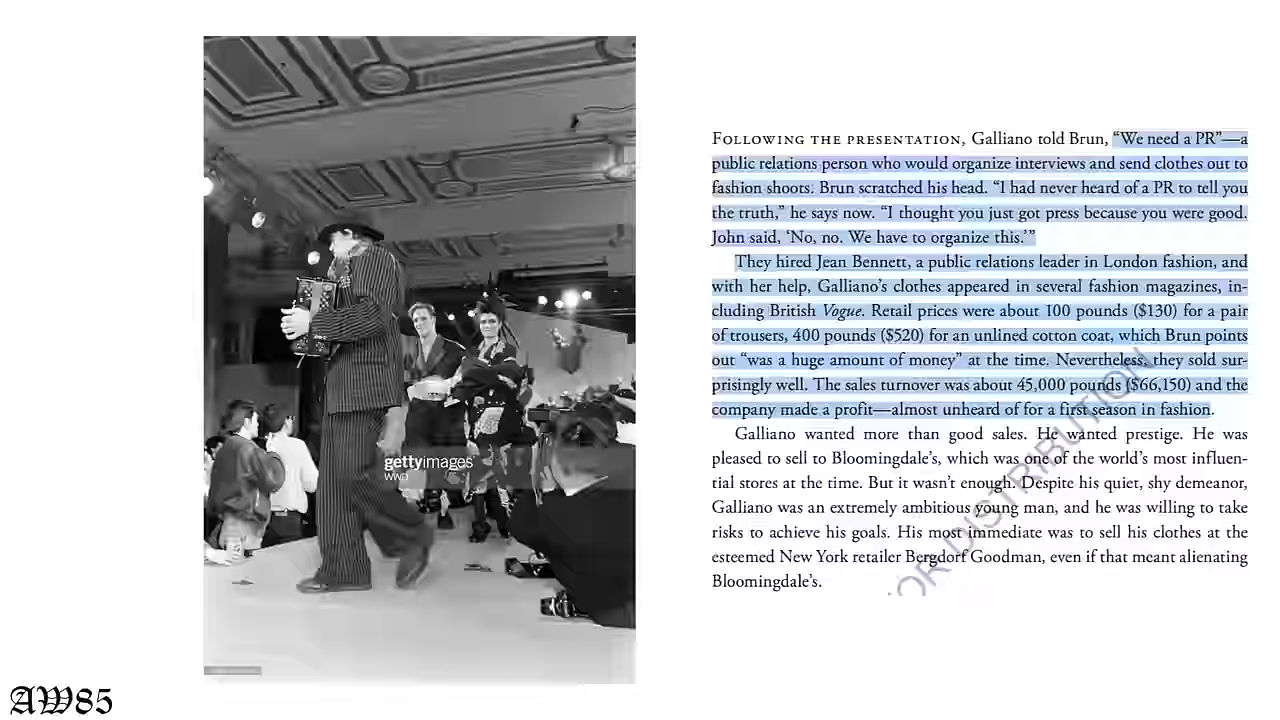 FOLLOWING THE PRESENTATION, Galliano told Brun, “We need a PR”—a
public relations person who would organize interviews and send clothes out to
fashion shoots. Brun scratched his head. “I had never heard of a PR to tell you
the truth,” he says now. “I thought you just got press because you were good.
John said, ‘No, no. We have to organize this.’”
They hired Jean Bennett, a public relations leader in London fashion, and
with her help, Galliano’s clothes appeared in several fashion magazines, in-
cluding British Vogue. Retail prices were about 100 pounds ($130) for a pair
of trousers, 400 pounds ($520) for an unlined cotton coat, which Brun points
out “was a huge amount of money” at the time. Nevertheless, they sold sur-
prisingly well. The sales turnover was about 45,000 pounds ($66,150) and the
company made a profit—almost unheard of for a first season in fashion.
Galliano wanted more than good sales. He wanted prestige. He was
pleased to sell to Bloomingdale’s, which was one of the world’s most influen-
tial stores at the time. But it wasn’t enough. Despite his quiet, shy demeanor,
Galliano was an extremely ambitious young man, and he was willing to take
risks to achieve his goals. His most immediate was to sell his clothes at the
esteemed New York retailer Bergdorf Goodman, even if that meant alienating
Bloomingdale’s.
OR DISTRIBUTION
gettyimages
WWD
AW85